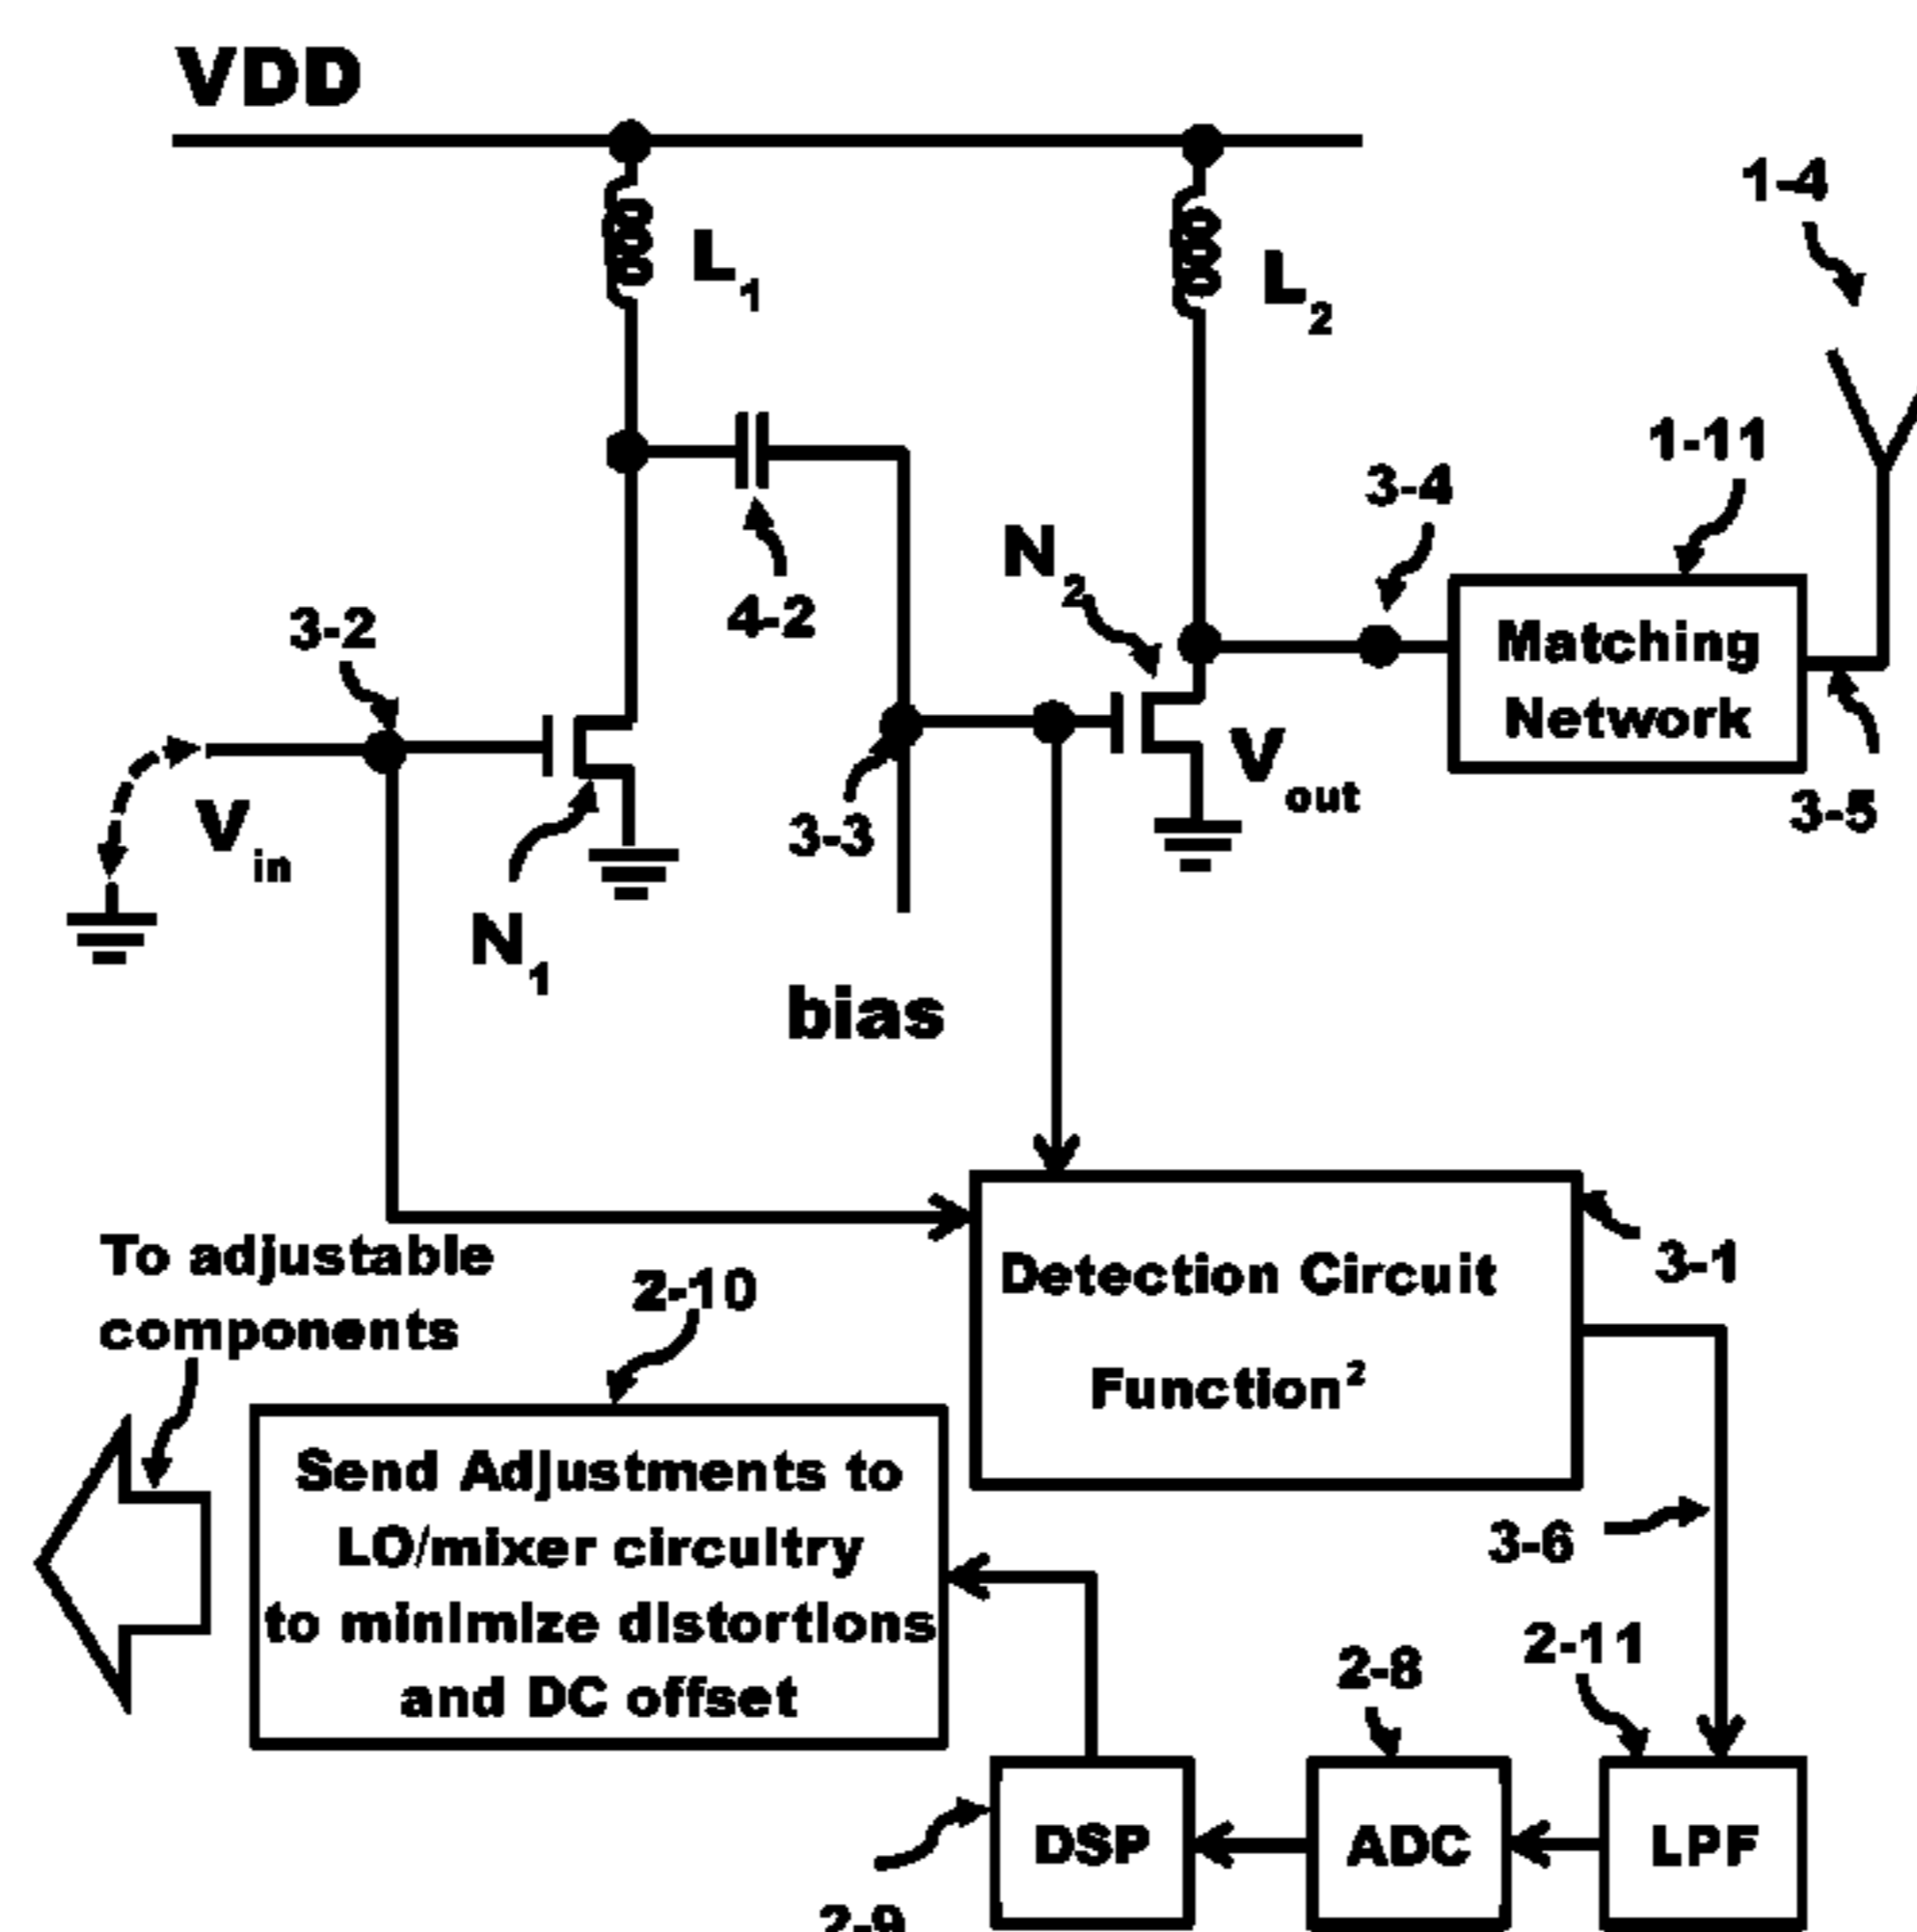 VDD
1-4
L1
L2
1-11
3-4
N2
4-2
3-2
Matching
Network
Vin
Vout
3-3
3-5
N1
bias
To adjustable
components
2-10
Detection Circuit
Function²
3-1
Send Adjustments to
LO/mixer circuitry
to minimize distortions
and DC offset
3-6
2-11
2-8
DSP
ADC
LPF
2-9